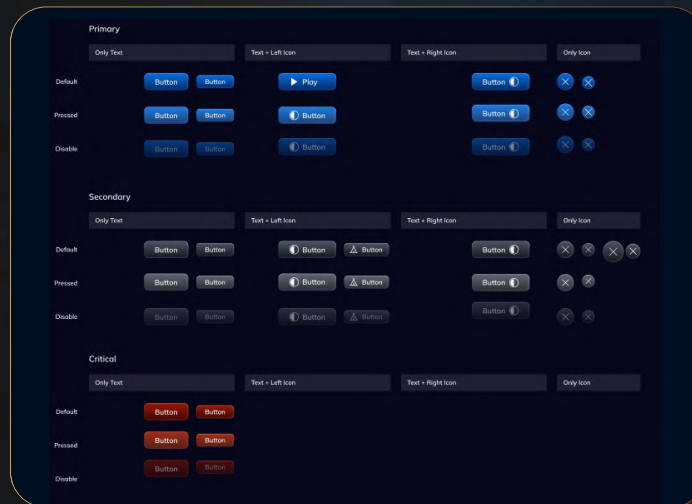 Primary
Only Text Text + Left Icon Text + Right Icon Only Icon
Default Button Button Play Button
Pressed Button Button Button Button
Disable Button Button Button Button
Secondary
Only Text Text + Left Icon Text + Right Icon Only Icon
Default Button Button Button Button Button
Pressed Button Button Button Button Button
Disable Button Button Button Button Button
Critical
Only Text Text + Left Icon Text + Right Icon Only Icon
Default Button Button
Pressed Button Button
Disable Button Button